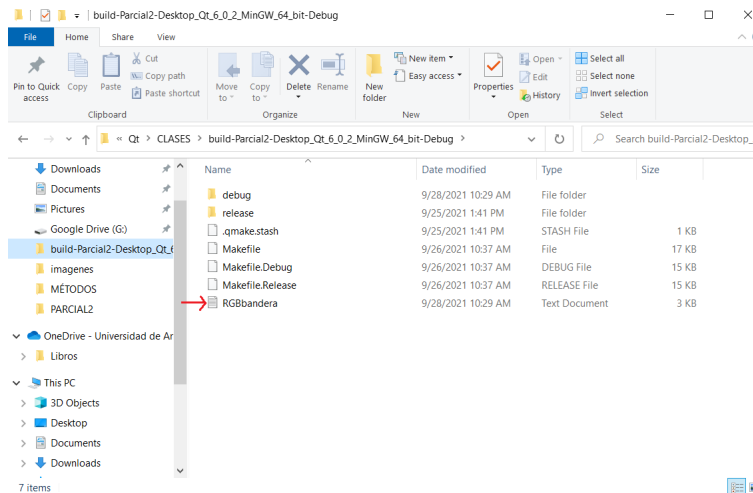 build-Parcial2-Desktop_Qt_6_0_2_MinGW_64_bit-Debug
File Home Share View
Pin to Quick access
Copy
Paste
Cut
Copy path
Paste shortcut
Clipboard
Move to
Copy to
Delete
Rename
Organize
New folder
New item
Easy access
New
Properties
Open
Edit
History
Open
Select all
Select none
Invert selection
Select
« Qt > CLASES > build-Parcial2-Desktop_Qt_6_0_2_MinGW_64_bit-Debug >
Search build-Parcial2-Desktop_
Downloads
Documents
Pictures
Google Drive (G:)
build-Parcial2-Desktop_Qt_6
imagenes
MÉTODOS
PARCIAL2
OneDrive - Universidad de An
Libros
This PC
3D Objects
Desktop
Documents
Downloads
Name Date modified Type Size
debug 9/28/2021 10:29 AM File folder
release 9/25/2021 1:41 PM File folder
.qmake.stash 9/25/2021 1:41 PM STASH File 1 KB
Makefile 9/26/2021 10:37 AM File 17 KB
Makefile.Debug 9/26/2021 10:37 AM DEBUG File 15 KB
Makefile.Release 9/26/2021 10:37 AM RELEASE File 15 KB
RGBbandera 9/28/2021 10:29 AM Text Document 3 KB
7 items